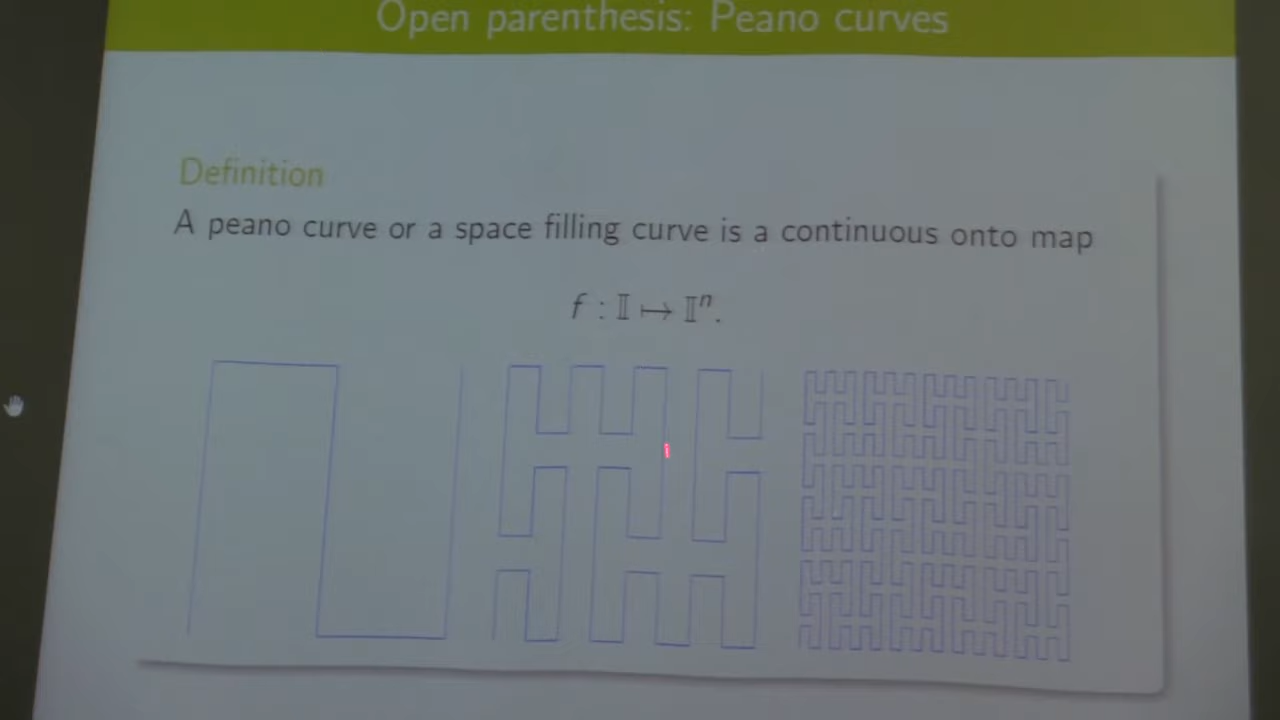 Open parenthesis: Peano curves
Definition
A peano curve or a space filling curve is a continuous onto map
f : 𝕀 ↦ 𝕀ⁿ.